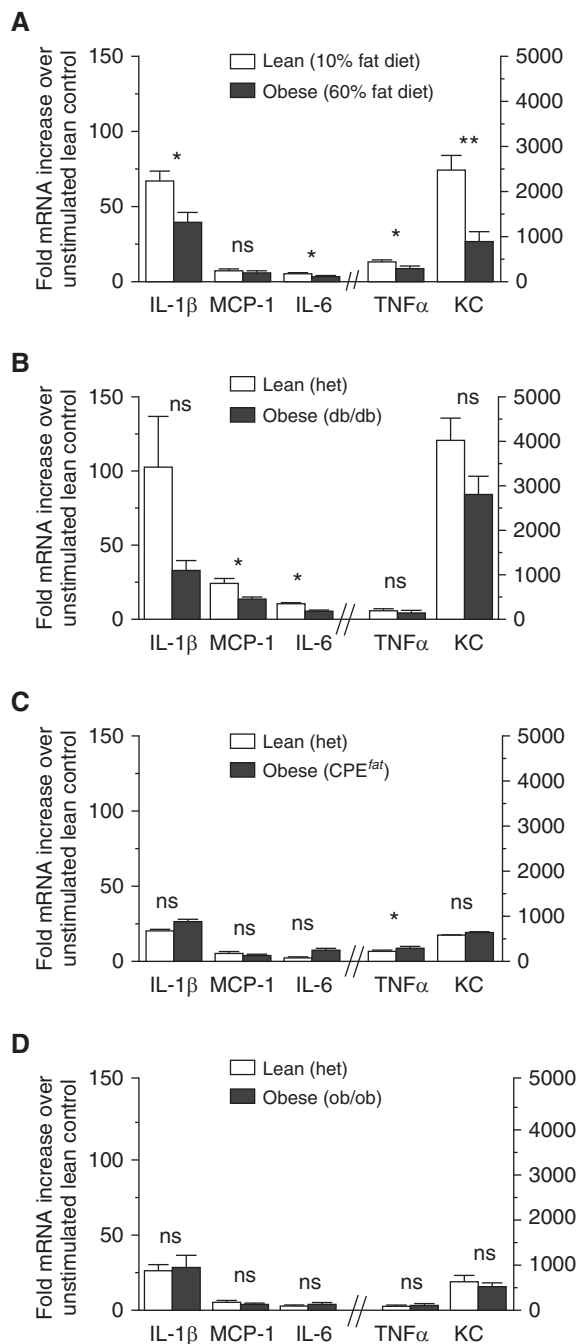 A
Fold mRNA increase over
unstimulated lean control
150
100
50
0
Lean (10% fat diet)
Obese (60% fat diet)
5000
4000
3000
2000
1000
0
*
ns
*
*
**
IL-1β MCP-1 IL-6 // TNFα KC
B
Fold mRNA increase over
unstimulated lean control
150
100
50
0
Lean (het)
Obese (db/db)
5000
4000
3000
2000
1000
0
ns
*
*
ns
ns
IL-1β MCP-1 IL-6 // TNFα KC
C
Fold mRNA increase over
unstimulated lean control
150
100
50
0
Lean (het)
Obese (CPE^fat)
5000
4000
3000
2000
1000
0
ns
ns
ns
*
ns
IL-1β MCP-1 IL-6 // TNFα KC
D
Fold mRNA increase over
unstimulated lean control
150
100
50
0
Lean (het)
Obese (ob/ob)
5000
4000
3000
2000
1000
0
ns
ns
ns
ns
ns
IL-1β MCP-1 IL-6 // TNFα KC